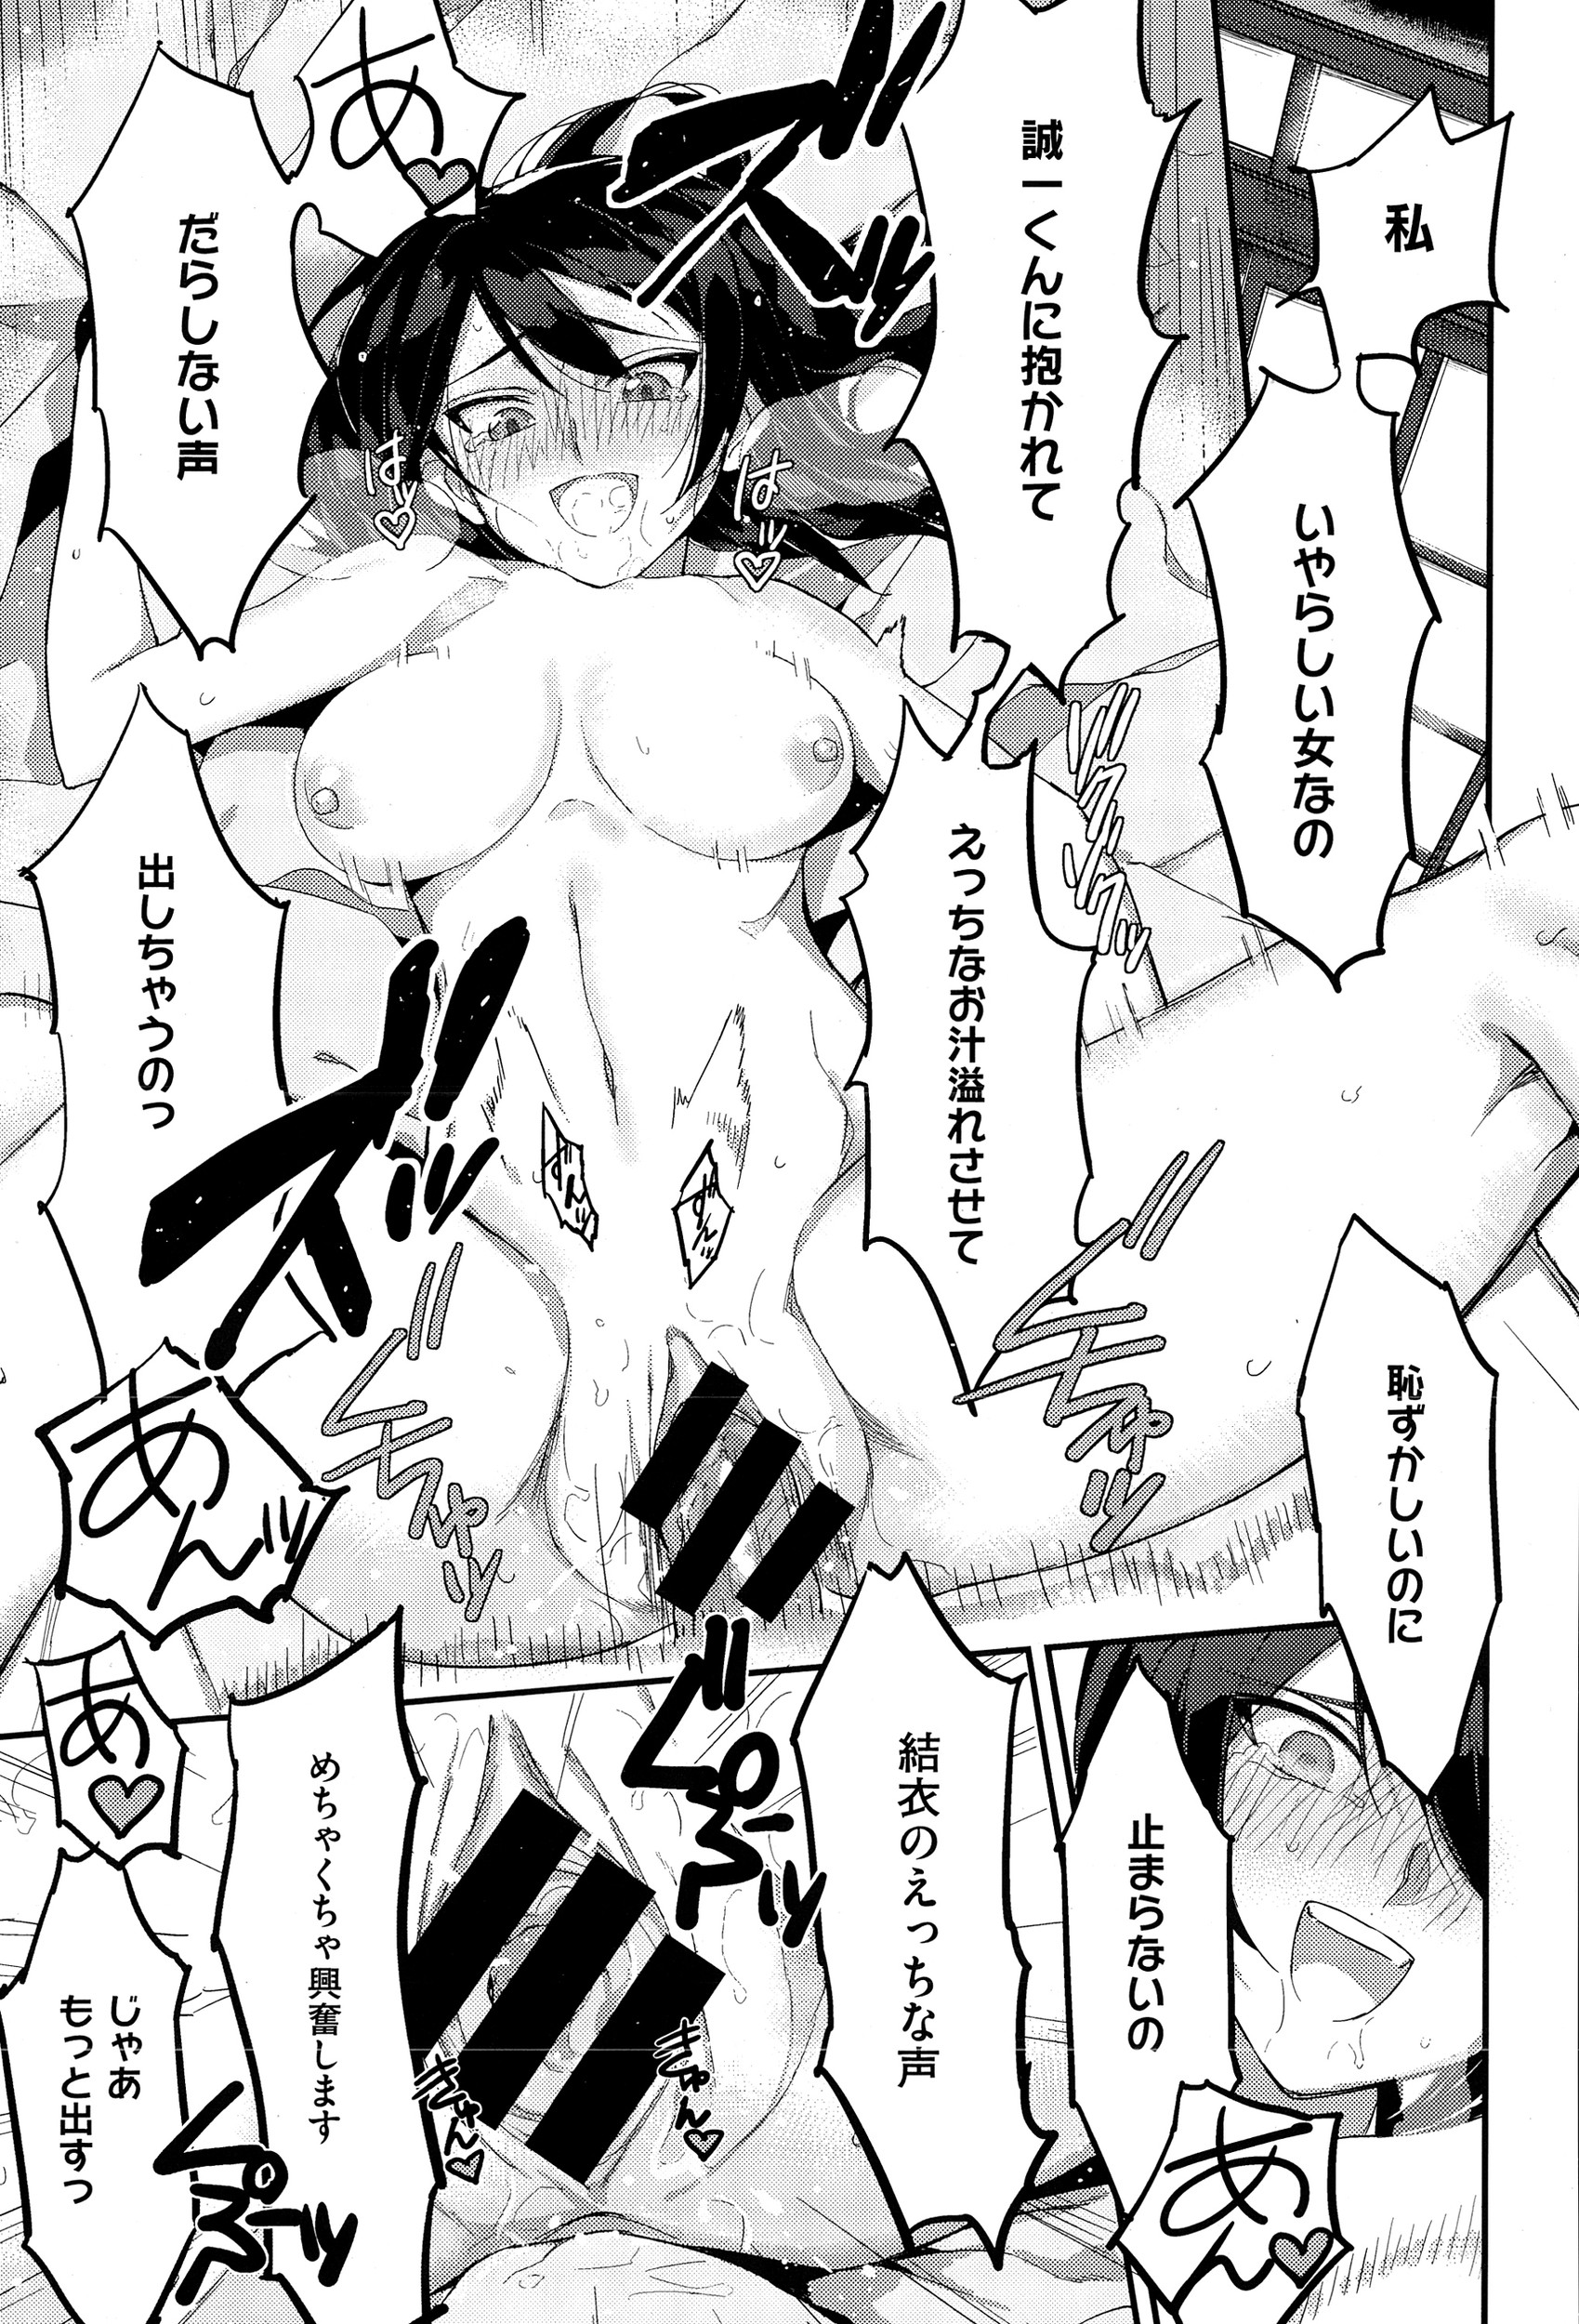 私
いやらしい女なの
誠一くんに抱かれて
えっちなお汁溢れさせて
あ
だらしない声
出しちゃうのっ
はッ
はッ
あんッ
恥ずかしいのに
止まらないの
あん
結衣のえっちな声
めちゃくちゃ興奮します
きゅん
きゅん
あ
じゃあ
もっと出すっ